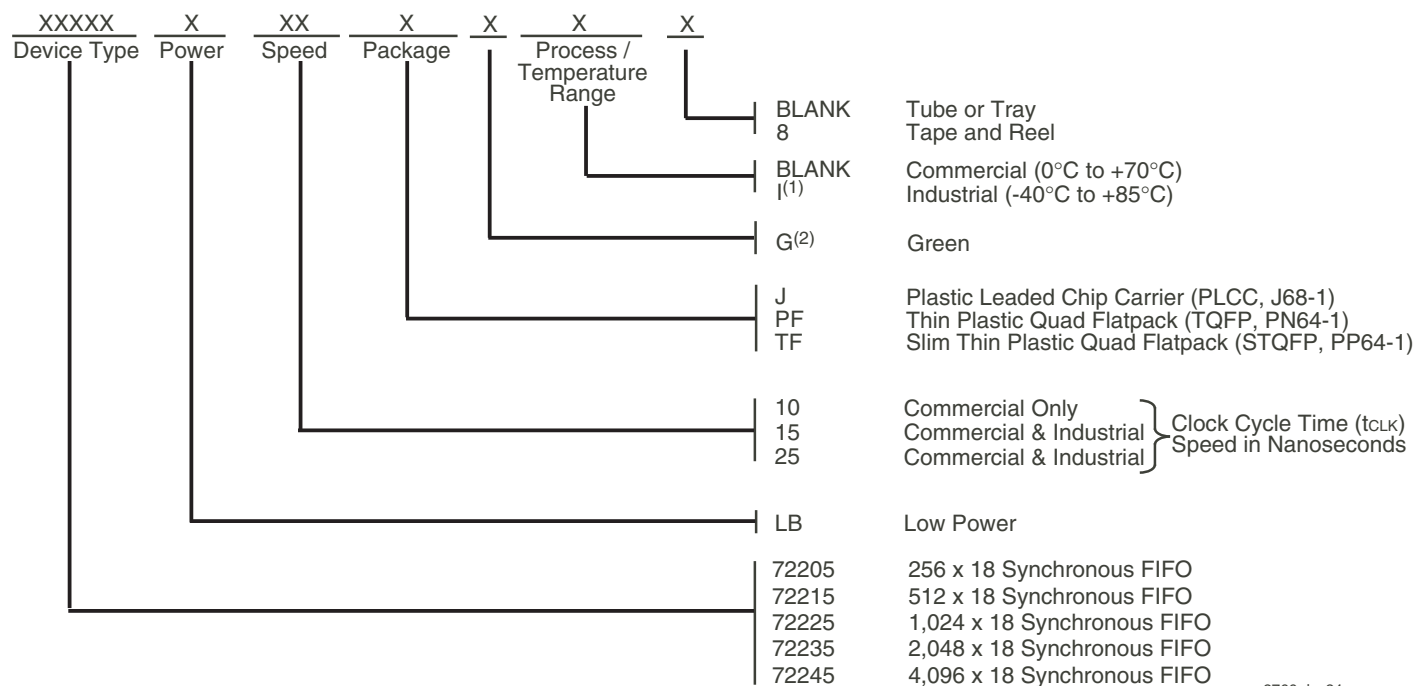 XXXXX X XX X X X X
Device Type Power Speed Package Process /
Temperature
Range
BLANK Tube or Tray
8 Tape and Reel
BLANK Commercial (0°C to +70°C)
I(1) Industrial (-40°C to +85°C)
G(2) Green
J Plastic Leaded Chip Carrier (PLCC, J68-1)
PF Thin Plastic Quad Flatpack (TQFP, PN64-1)
TF Slim Thin Plastic Quad Flatpack (STQFP, PP64-1)
10 Commercial Only
15 Commercial & Industrial Clock Cycle Time (tCLK)
25 Commercial & Industrial Speed in Nanoseconds
LB Low Power
72205 256 x 18 Synchronous FIFO
72215 512 x 18 Synchronous FIFO
72225 1,024 x 18 Synchronous FIFO
72235 2,048 x 18 Synchronous FIFO
72245 4,096 x 18 Synchronous FIFO